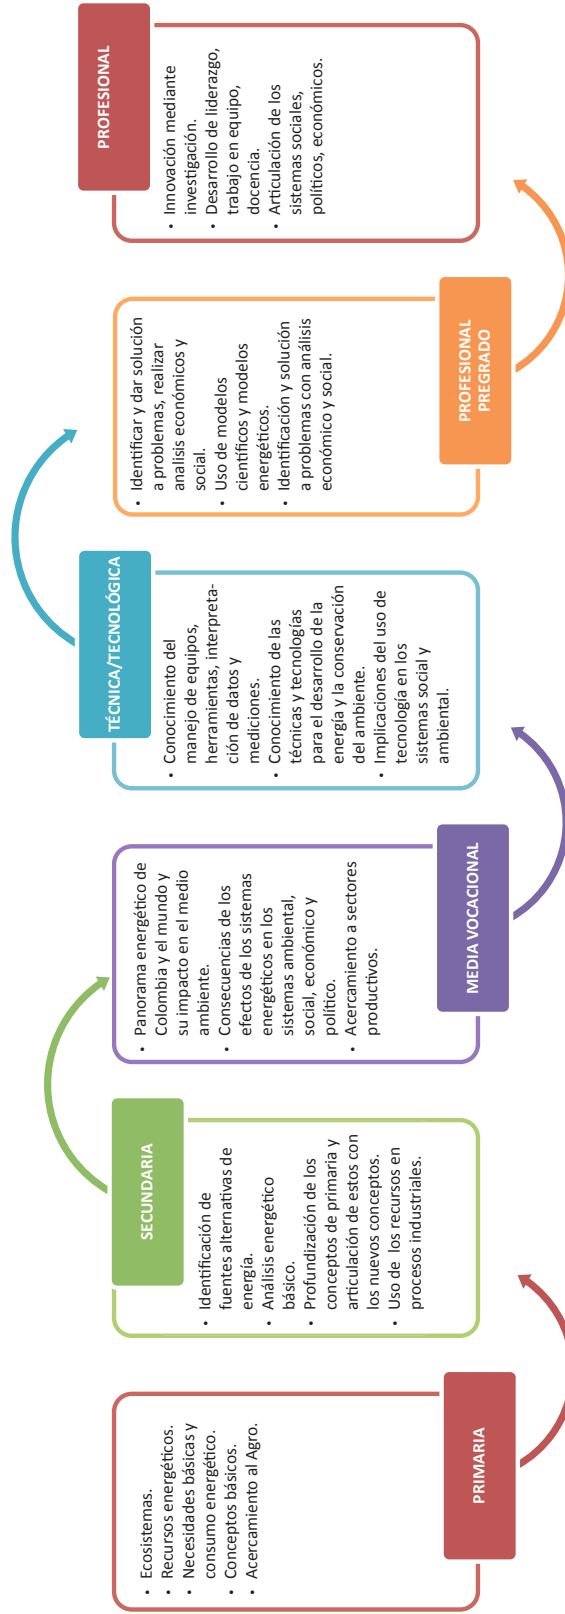 • Ecosistemas.
• Recursos energéticos.
• Necesidades básicas y
consumo energético.
• Conceptos básicos.
• Acercamiento al Agro.
PRIMARIA
SECUNDARIA
• Identificación de
fuentes alternativas de
energía.
• Análisis energético
básico.
• Profundización de los
conceptos de primaria y
articulación de estos con
los nuevos conceptos.
• Uso de los recursos en
procesos industriales.
• Panorama energético de
Colombia y el mundo y
su impacto en el medio
ambiente.
• Consecuencias de los
efectos de los sistemas
energéticos en los
sistemas ambiental,
social, económico y
político.
• Acercamiento a sectores
productivos.
MEDIA VOCACIONAL
TÉCNICA/TECNOLÓGICA
• Conocimiento del
manejo de equipos,
herramientas, interpreta-
ción de datos y
mediciones.
• Conocimiento de las
técnicas y tecnologías
para el desarrollo de la
energía y la conservación
del ambiente.
• Implicaciones del uso de
tecnología en los
sistemas social y
ambiental.
• Identificar y dar solución
a problemas, realizar
analisis económicos y
social.
• Uso de modelos
científicos y modelos
energéticos.
• Identificación y solución
a problemas con análisis
económico y social.
PROFESIONAL
PREGRADO
PROFESIONAL
• Innovación mediante
investigación.
• Desarrollo de liderazgo,
trabajo en equipo,
docencia.
• Articulación de los
sistemas sociales,
políticos, económicos.